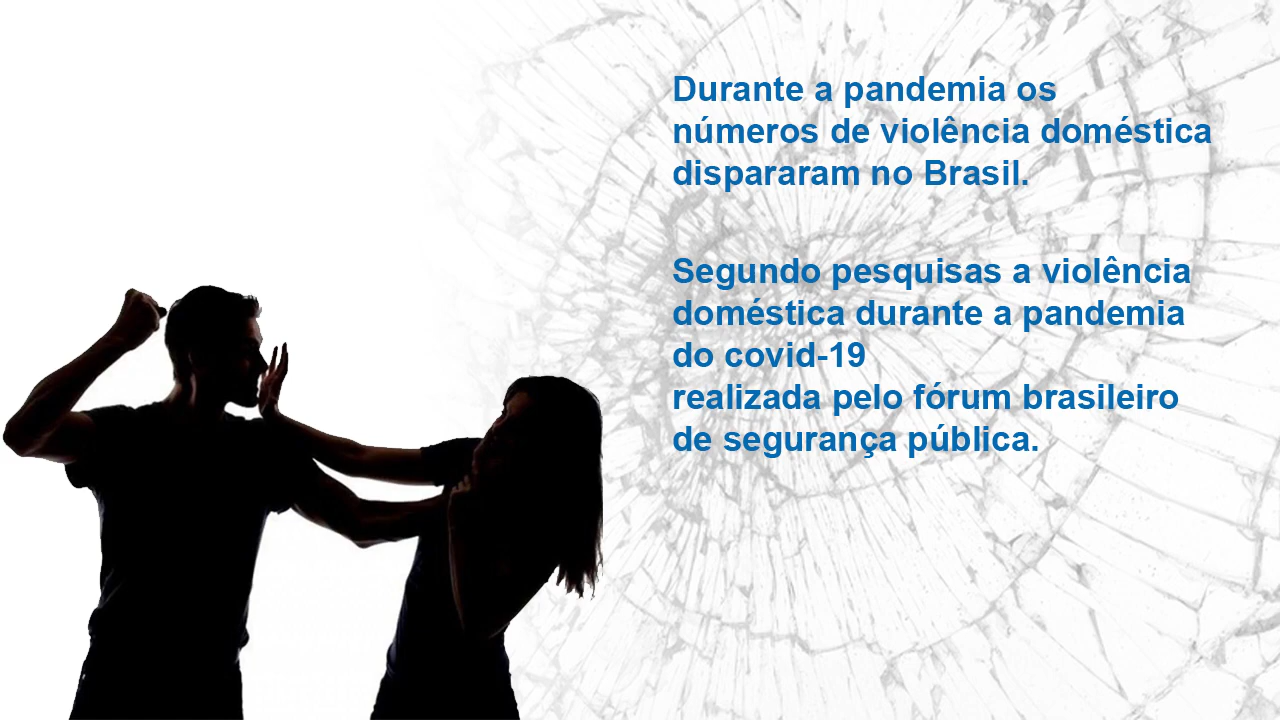 Durante a pandemia os
números de violência doméstica
dispararam no Brasil.
Segundo pesquisas a violência
doméstica durante a pandemia
do covid-19
realizada pelo fórum brasileiro
de segurança pública.